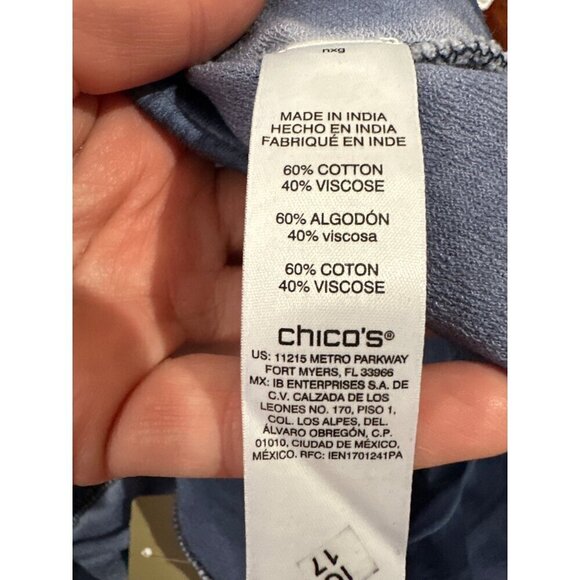 nxg
MADE IN INDIA
HECHO EN INDIA
FABRIQUÉ EN INDE
60% COTTON
40% VISCOSE
60% ALGODÓN
40% viscosa
60% COTON
40% VISCOSE
chico's®
US: 11215 METRO PARKWAY
FORT MYERS, FL 33966
MX: IB ENTERPRISES S.A. DE
C.V. CALZADA DE LOS
LEONES NO. 170, PISO 1,
COL. LOS ALPES, DEL.
ÁLVARO OBREGÓN, C.P.
01010, CIUDAD DE MÉXICO,
MÉXICO. RFC: IEN1701241PA
17